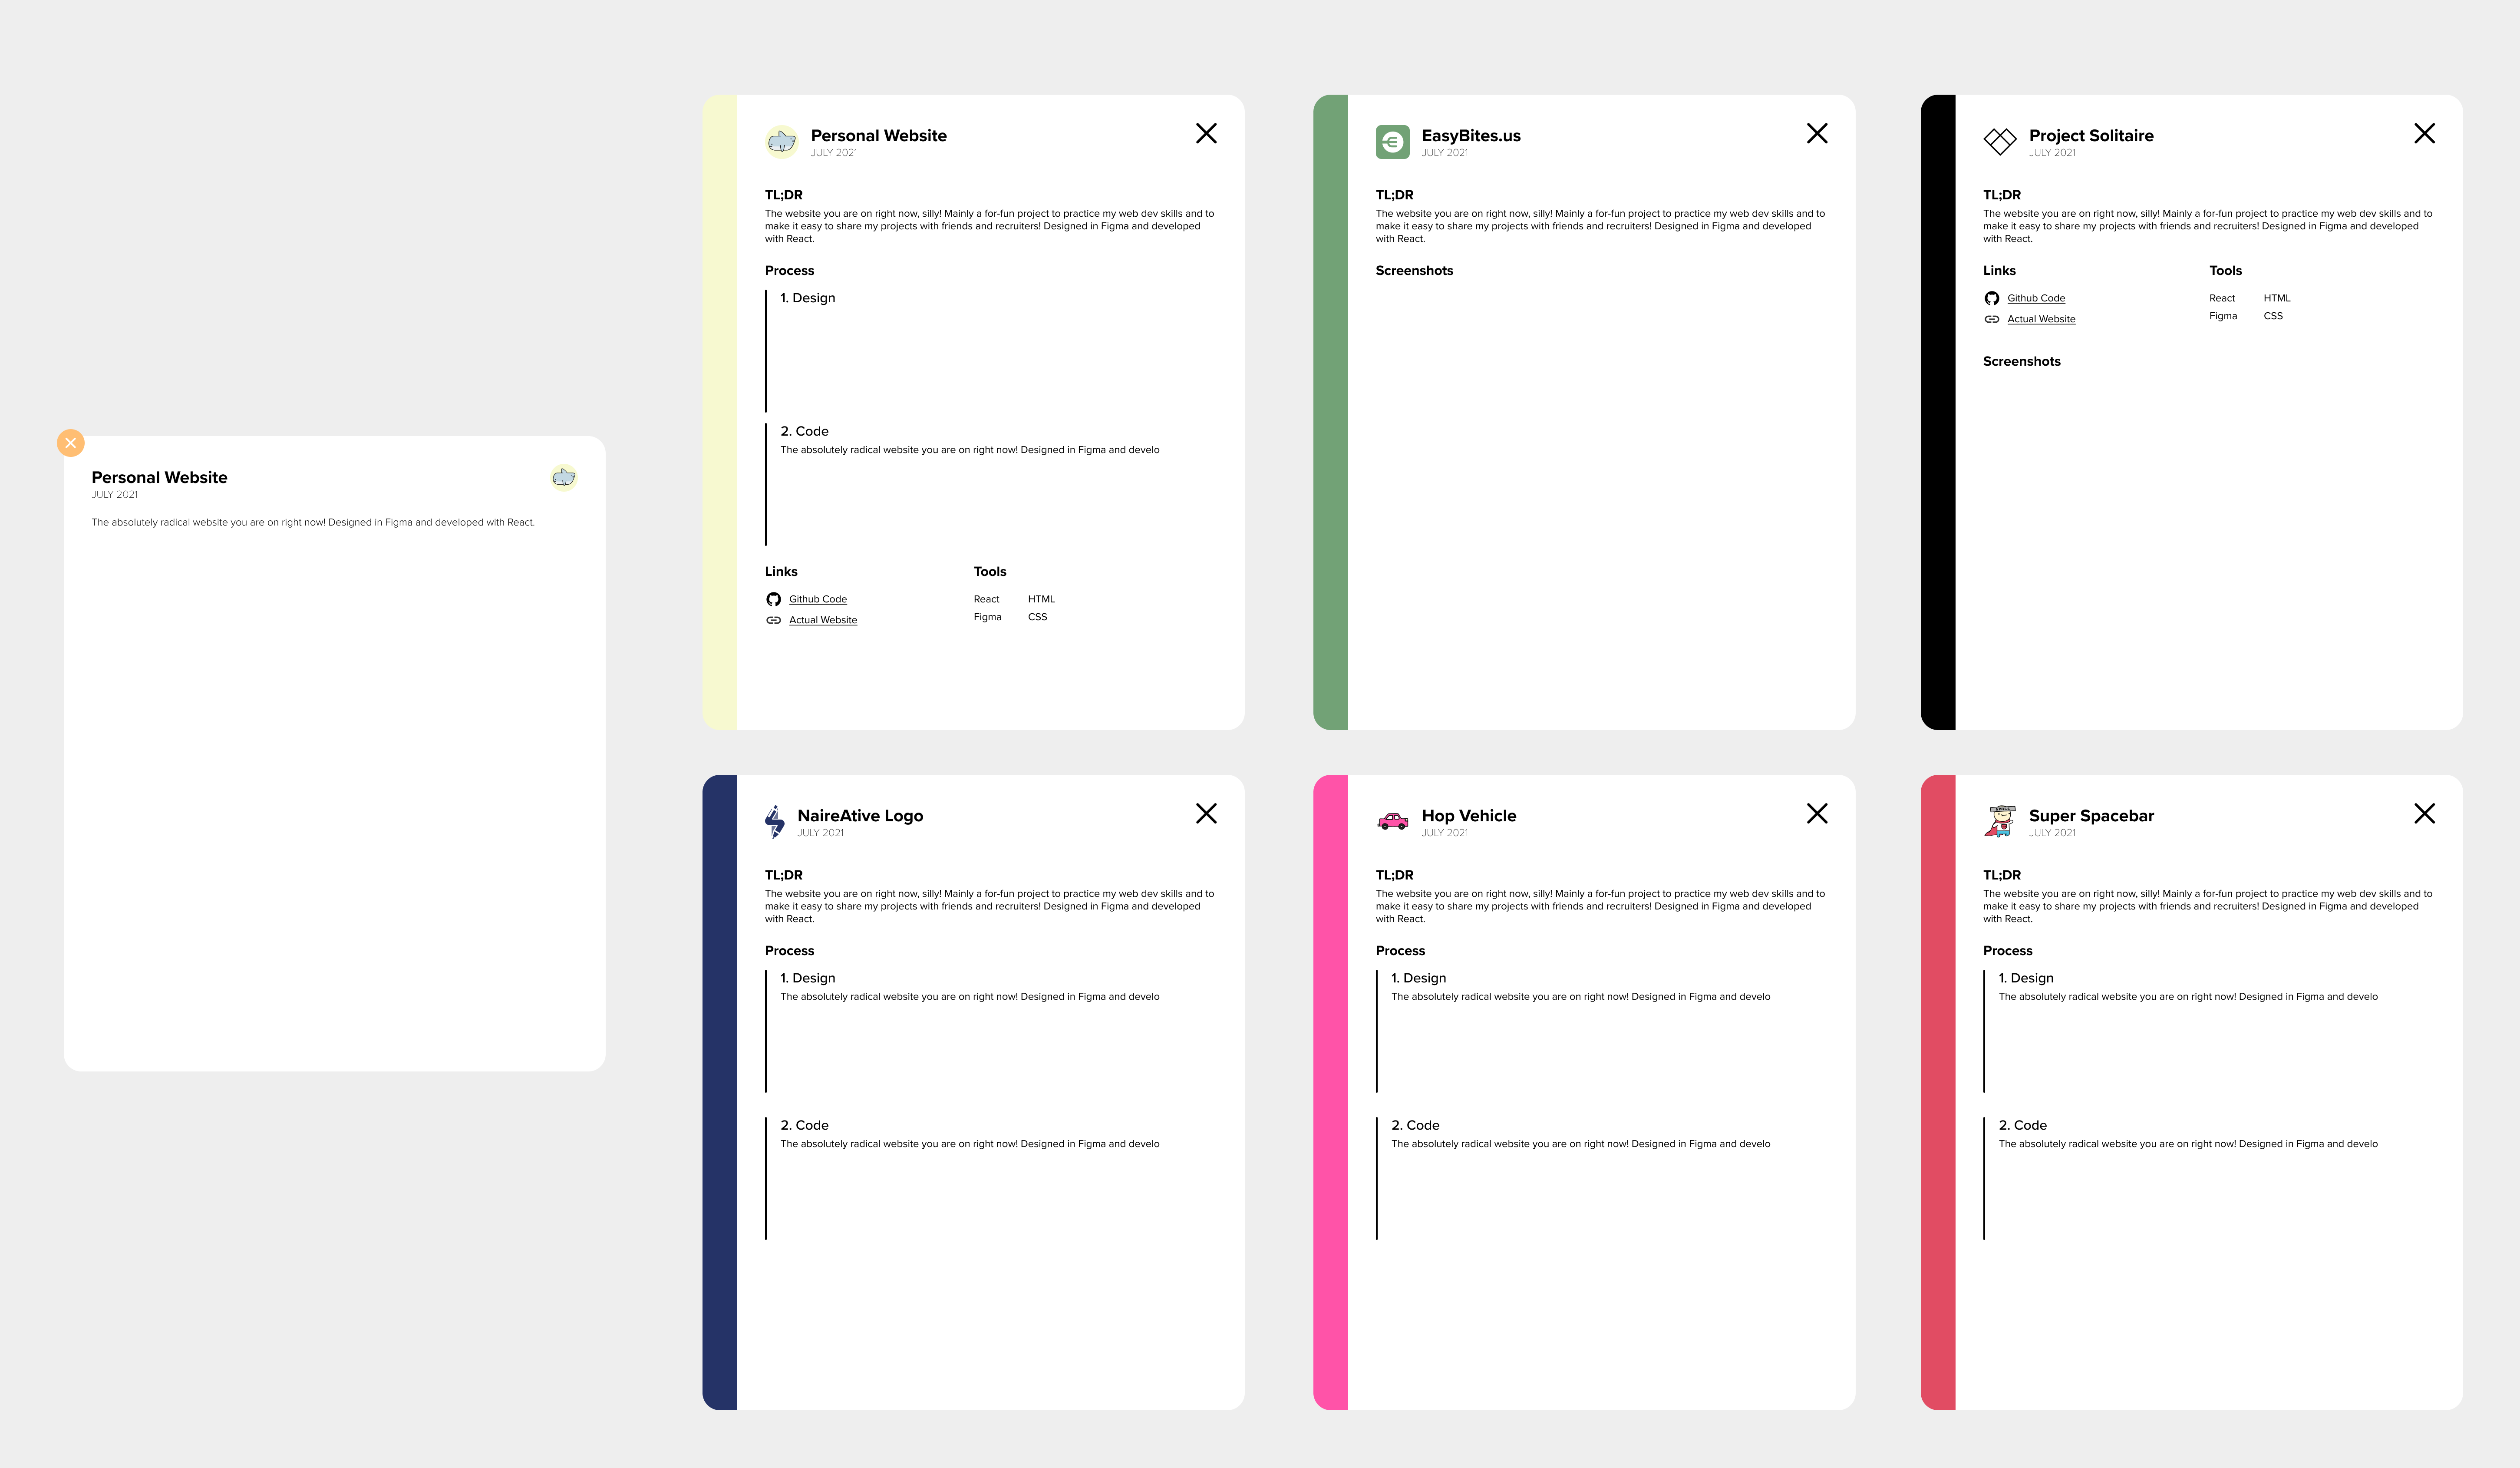 Personal Website
JULY 2021
The absolutely radical website you are on right now! Designed in Figma and developed with React.
Personal Website
JULY 2021
TL;DR
The website you are on right now, silly! Mainly a for-fun project to practice my web dev skills and to
make it easy to share my projects with friends and recruiters! Designed in Figma and developed
with React.
Process
1. Design
2. Code
The absolutely radical website you are on right now! Designed in Figma and develo
Links
Github Code
Actual Website
Tools
React HTML
Figma CSS
EasyBites.us
JULY 2021
TL;DR
The website you are on right now, silly! Mainly a for-fun project to practice my web dev skills and to
make it easy to share my projects with friends and recruiters! Designed in Figma and developed
with React.
Screenshots
Project Solitaire
JULY 2021
TL;DR
The website you are on right now, silly! Mainly a for-fun project to practice my web dev skills and to
make it easy to share my projects with friends and recruiters! Designed in Figma and developed
with React.
Links
Github Code
Actual Website
Tools
React HTML
Figma CSS
Screenshots
NaireAtive Logo
JULY 2021
TL;DR
The website you are on right now, silly! Mainly a for-fun project to practice my web dev skills and to
make it easy to share my projects with friends and recruiters! Designed in Figma and developed
with React.
Process
1. Design
The absolutely radical website you are on right now! Designed in Figma and develo
2. Code
The absolutely radical website you are on right now! Designed in Figma and develo
Hop Vehicle
JULY 2021
TL;DR
The website you are on right now, silly! Mainly a for-fun project to practice my web dev skills and to
make it easy to share my projects with friends and recruiters! Designed in Figma and developed
with React.
Process
1. Design
The absolutely radical website you are on right now! Designed in Figma and develo
2. Code
The absolutely radical website you are on right now! Designed in Figma and develo
Super Spacebar
JULY 2021
TL;DR
The website you are on right now, silly! Mainly a for-fun project to practice my web dev skills and to
make it easy to share my projects with friends and recruiters! Designed in Figma and developed
with React.
Process
1. Design
The absolutely radical website you are on right now! Designed in Figma and develo
2. Code
The absolutely radical website you are on right now! Designed in Figma and develo